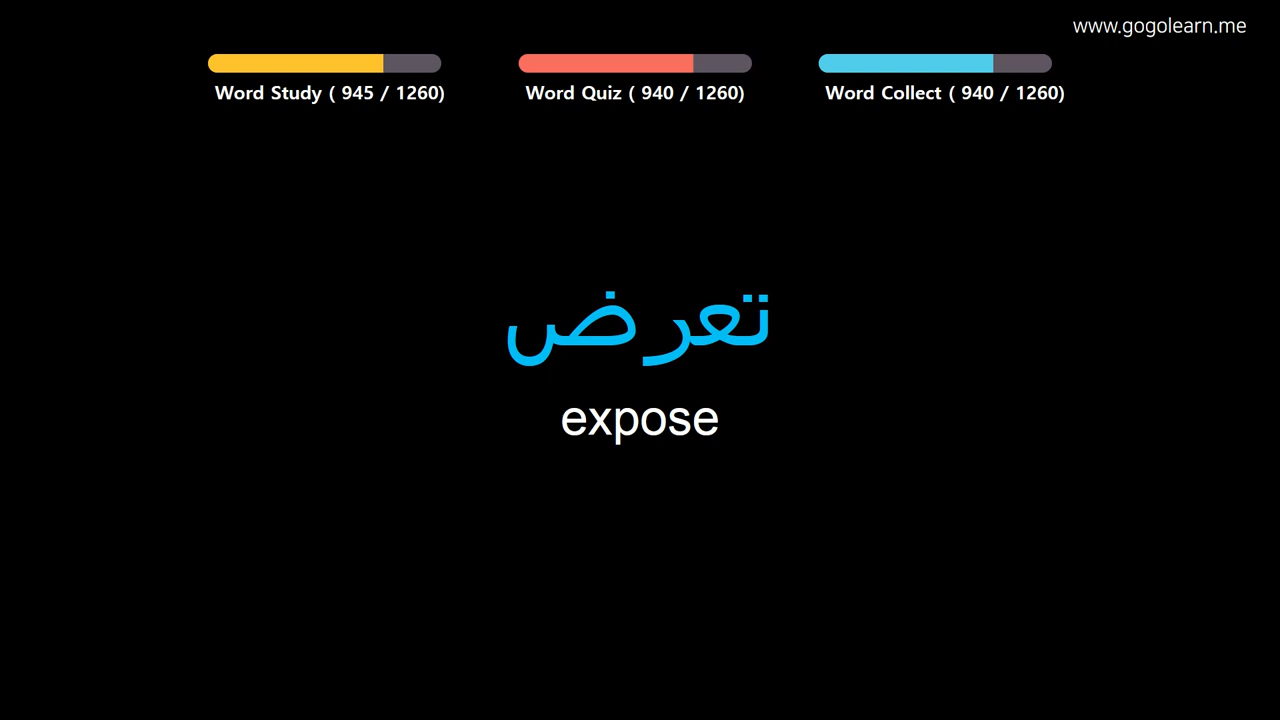 www.gogolearn.me
Word Study ( 945 / 1260)
Word Quiz ( 940 / 1260)
Word Collect ( 940 / 1260)
تعرض
expose